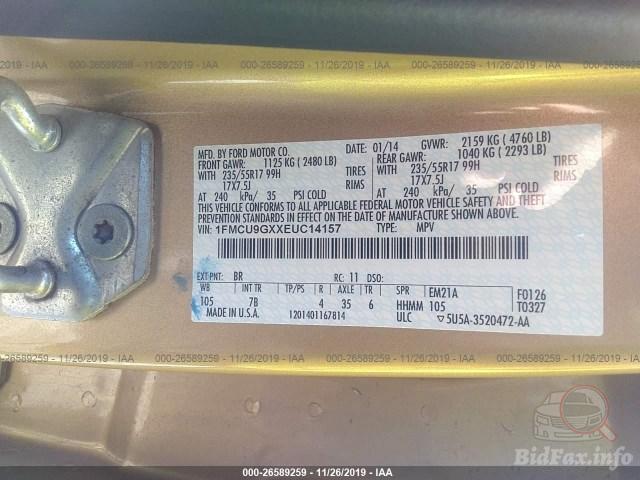 000-26589259 - 11/26/2019 - IAA
MFD. BY FORD MOTOR CO.
01/14
GVWR: 2159 KG ( 4760 LB)
FRONT GAWR: 1125 KG ( 2480 LB)
REAR GAWR: 1040 KG ( 2293 LB)
WITH 235/55R17 99H TIRES
WITH 235/55R17 99H TIRES
17X7.5J RIMS
17X7.5J RIMS
AT 240 kPa/ 35 PSI COLD
AT 240 kPa/ 35 PSI COLD
THIS VEHICLE CONFORMS TO ALL APPLICABLE FEDERAL MOTOR VEHICLE SAFETY AND THEFT
PREVENTION STANDARDS IN EFFECT ON THE DATE OF MANUFACTURE SHOWN ABOVE.
VIN: 1FMCU9GXXEUC14157
TYPE: MPV
EXT PNT: BR RC: 11 DSO:
WB INT TR TP/PS R AXLE TR SPR EM21A F0126
105 7B 4 35 6 HHMM 105 T0327
MADE IN U.S.A. 1201401167814 ULC ▽5U5A-3520472-AA
000-26589259 - 11/26/2019 - IAA
000-26589259 - 11/26/2019 - IAA
BidFax.info